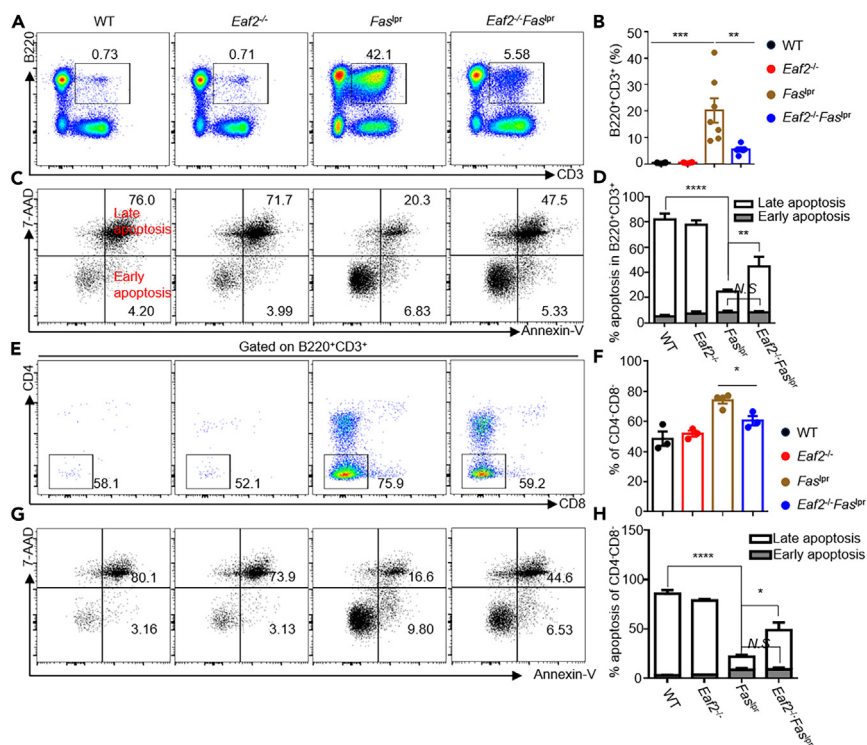 A WT Eaf2-/- Faslpr Eaf2-/-Faslpr
B220
0.73 0.71 42.1 5.58
CD3
B
*** **
B220+CD3+ (%)
50
40
30
20
10
0
WT
Eaf2-/-
Faslpr
Eaf2-/-Faslpr
C
7-AAD
76.0 71.7 20.3 47.5
Late
apoptosis
Early
apoptosis
4.20 3.99 6.83 5.33
Annexin-V
D
% apoptosis in B220+CD3+
100
80
60
40
20
0
****
**
N.S
Late apoptosis
Early apoptosis
WT Eaf2-/- Faslpr Eaf2-/-Faslpr
E
Gated on B220+CD3+
CD4
58.1 52.1 75.9 59.2
CD8
F
% of CD4-CD8-
100
80
60
40
20
0
*
WT
Eaf2-/-
Faslpr
Eaf2-/-Faslpr
G
7-AAD
80.1 73.9 16.6 44.6
3.16 3.13 9.80 6.53
Annexin-V
H
% apoptosis of CD4-CD8-
150
100
50
0
****
*
N.S
Late apoptosis
Early apoptosis
WT Eaf2-/- Faslpr Eaf2-/-Faslpr